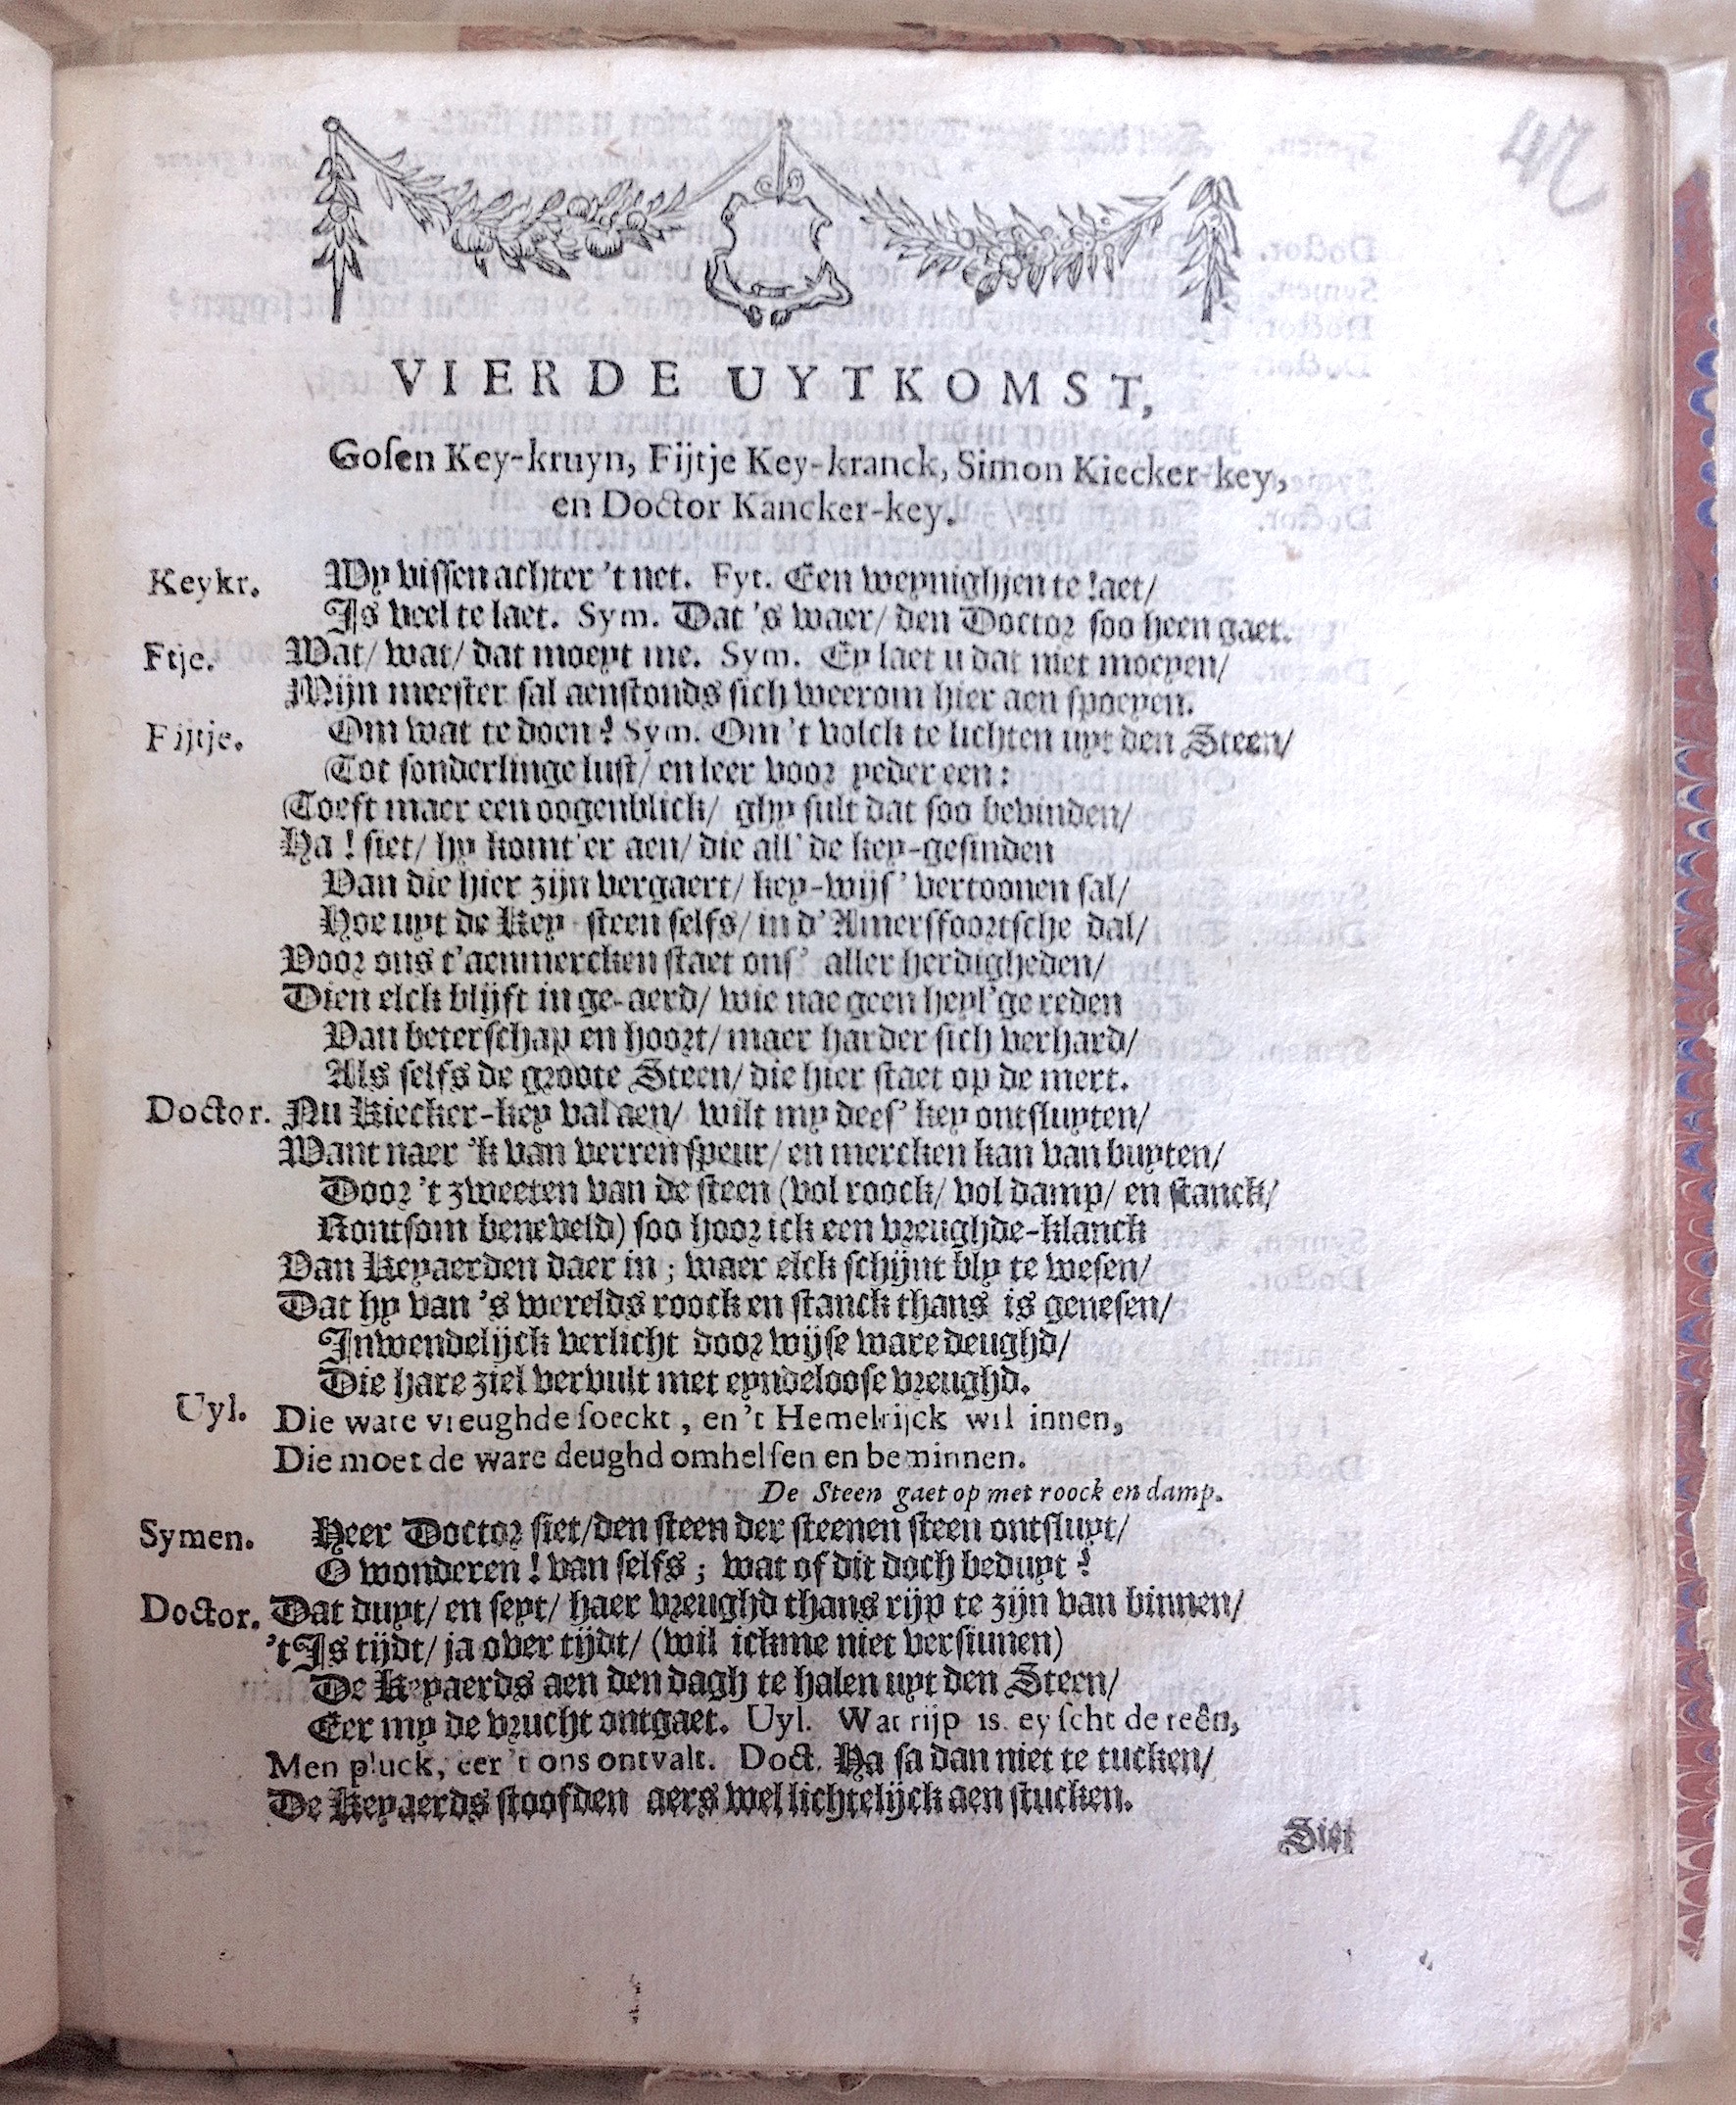 42
VIERDE UYTKOMST,
Gosen Key-kruyn, Fijtje Key-kranck, Simon Kiecker-key,
en Doctor Kancker-key.
Keykr. Wy vissen achter 't net. Fyt. Een weynighjen te laet/
Is veel te laet. Sym. Dat 's waer/ den Doctor soo heen gaet.
Ftje. Wat/ wat/ dat moeyt me. Sym. Ey laet u dat niet moeyen/
Mijn meester sal aenstonds sich weerom hier aen spoeyen.
Fijtje. Om wat te doen? Sym. Om 't volck te lichten uyt den Steen/
Tot sonderlinge lust/ en leer voor yeder een:
Toeft maer een oogenblick/ ghy sult dat soo bevinden/
Ha! siet/ hy komt'er aen/ die all' de key-gesinden
Van die hier zijn vergaert/ key-wijs' vertoonen sal/
Hoe uyt de Key-steen selfs/ in d'Amersfoortsche dal/
Voor ons t'aenmercken staet ons' aller herdigheden/
Dien elck blijft in ge-aerd/ wie nae geen heyl'ge reden
Van beterschap en hoort/ maer harder sich verhard/
Als selfs de groote Steen/ die hier staet op de mert.
Doctor. Nu Kiecker-key val aen/ wilt my dees' key ontsluyten/
Want naer 'k van verren speur/ en mercken kan van buyten/
Door 't zweeten van de steen (vol roock/ vol damp/ en stanck/
Rontsom beneveld) soo hoor ick een vreughde-klanck
Van Keyaerden daer in; waer elck schijnt bly te wesen/
Dat hy van 's werelds roock en stanck thans is genesen/
Inwendelijck verlicht door wijse ware deughd/
Die hare ziel vervult met eyndeloose vreughd.
Uyl. Die ware vreughde soeckt, en 't Hemelrijck wil innen,
Die moet de ware deughd omhelsen en beminnen.
De Steen gaet op met roock en damp.
Symen. Heer Doctor siet/ den steen der steenen steen ontsluyt/
O wonderen! van selfs; wat of dit doch beduyt?
Doctor. Dat duyt/ en seyt/ haer vreughd thans rijp te zijn van binnen/
't Is tijdt/ ja over tijdt/ (wil ick me niet versinnen)
De Keyaerds aen den dagh te halen uyt den Steen/
Eer my de vrucht ontgaet. Uyl. Wat rijp is, eyscht de reên,
Men pluck, eer 't ons ontvalt. Doct. Ha sa dan niet te tucken/
De Keyaerds stoofden aers wel lichtelijck aen stucken.
Siet